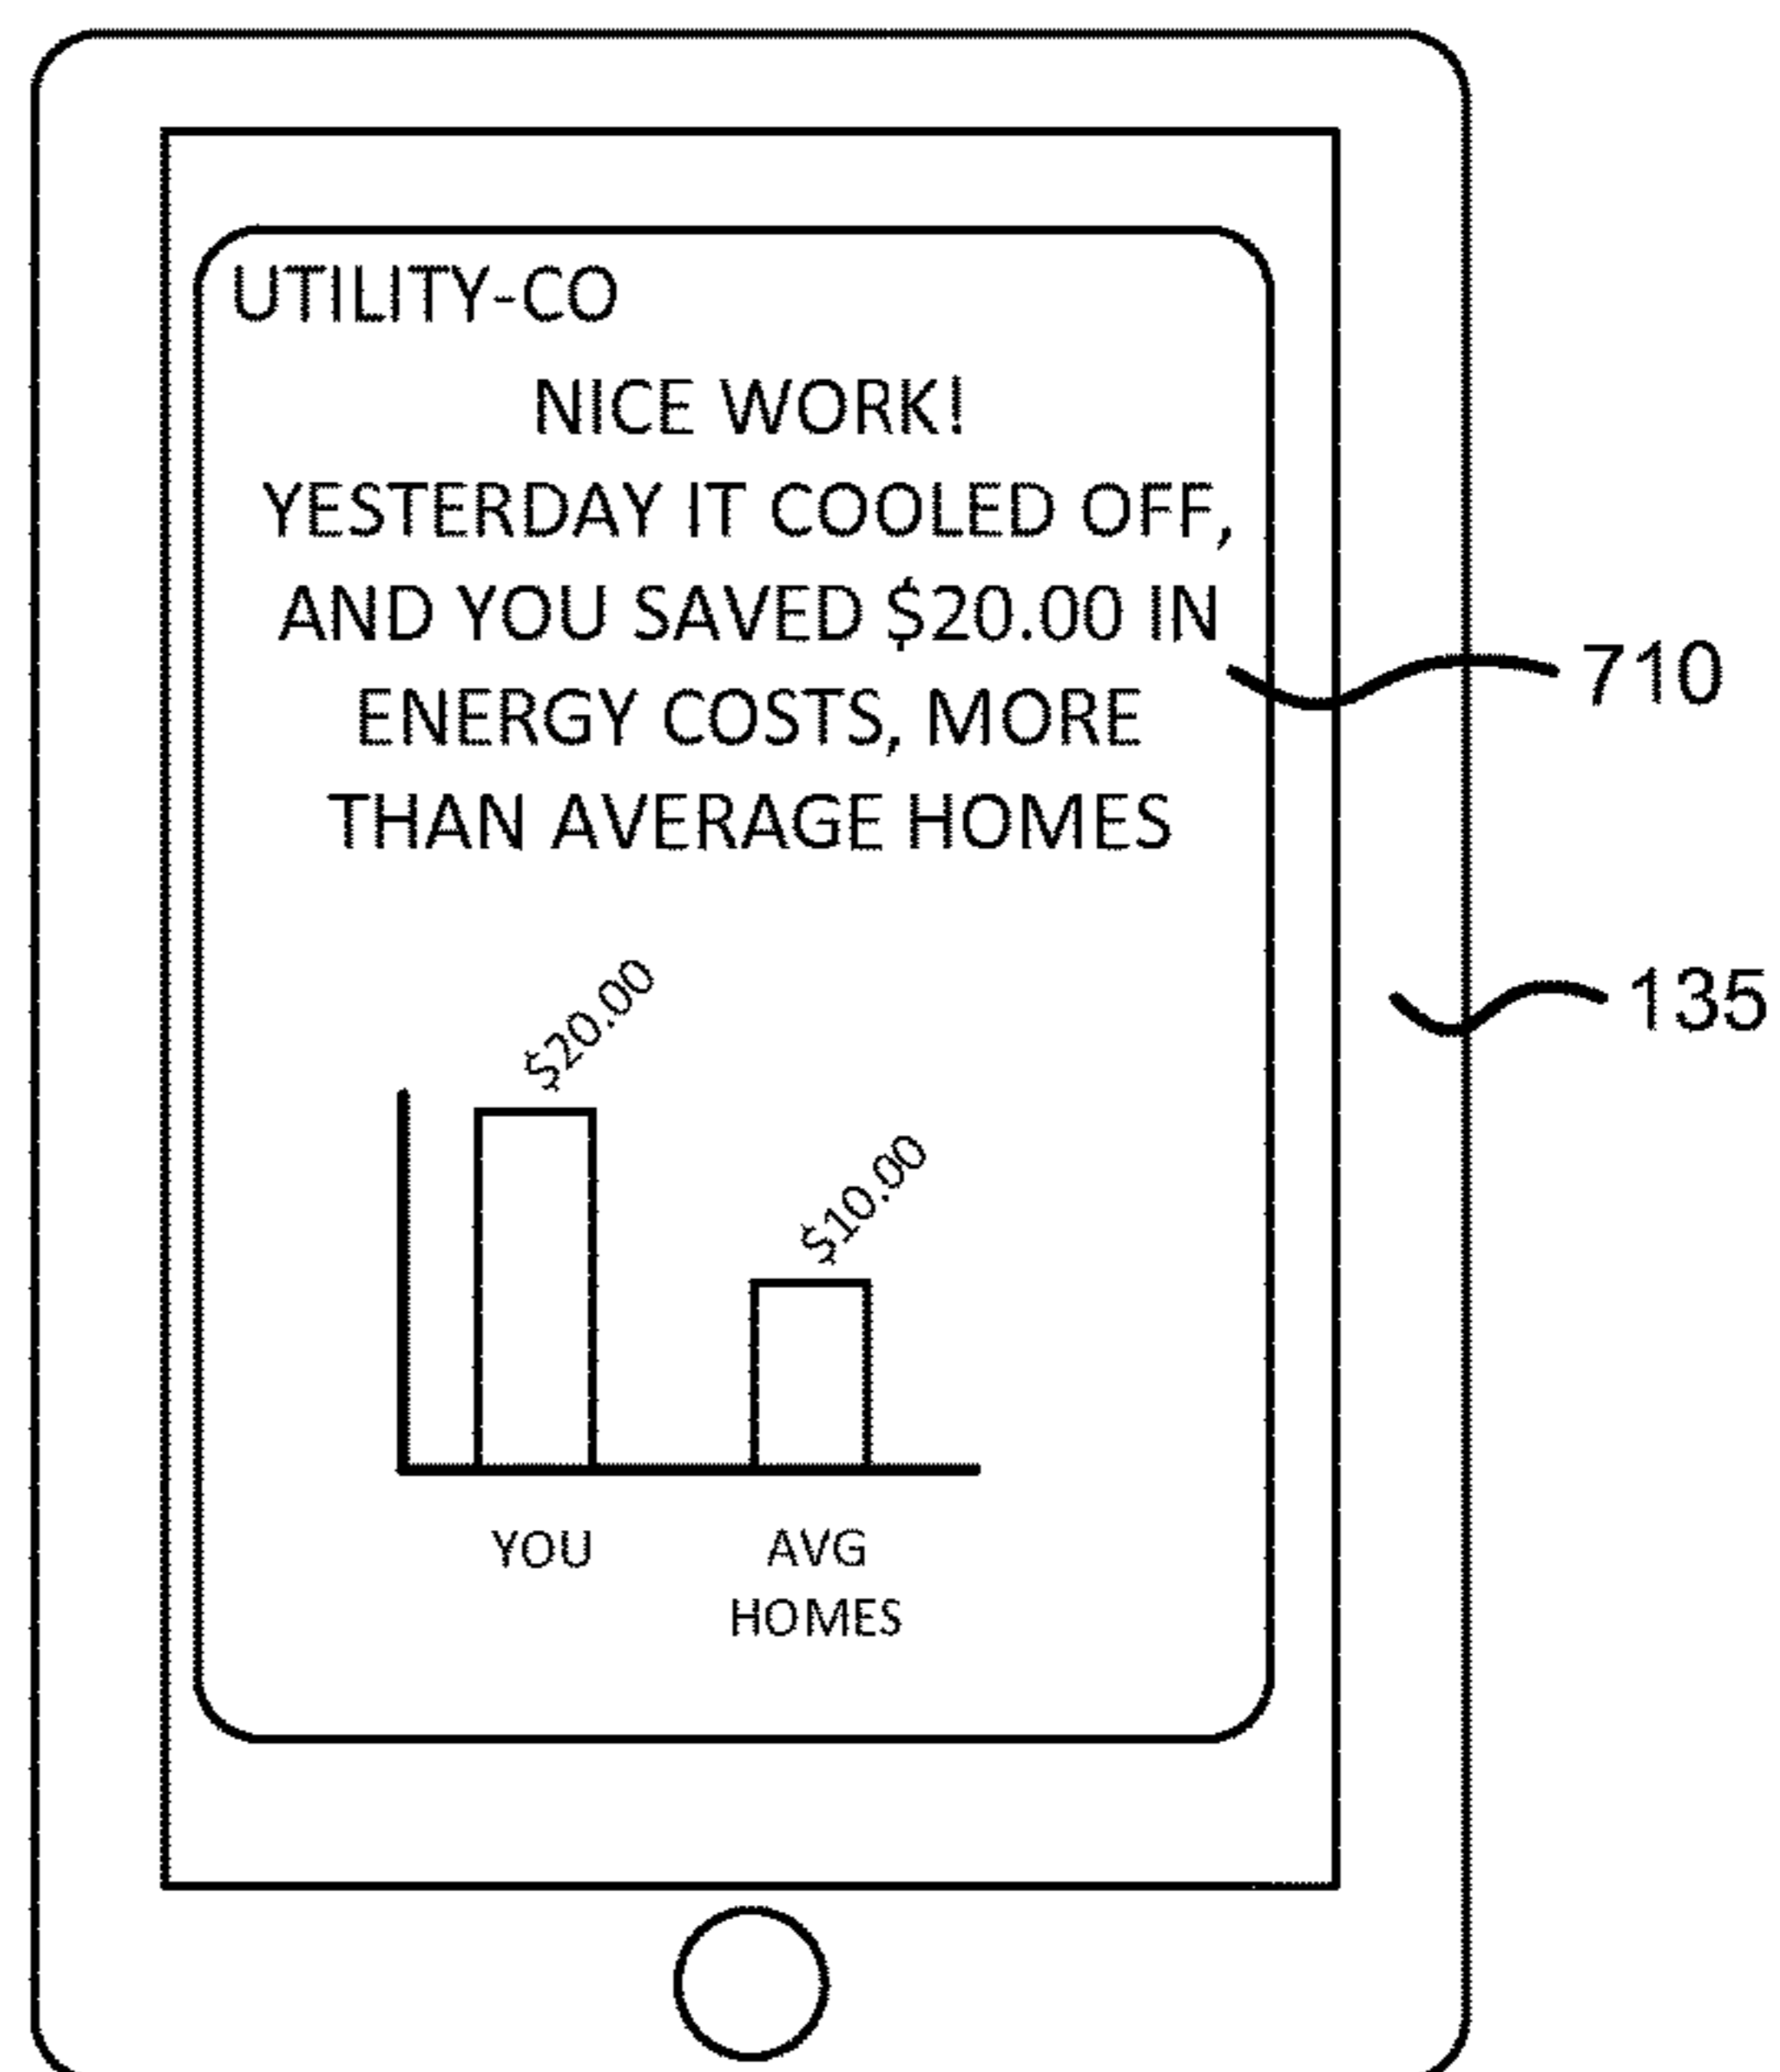 UTILITY-CO
NICE WORK!
YESTERDAY IT COOLED OFF,
AND YOU SAVED $20.00 IN
ENERGY COSTS, MORE
THAN AVERAGE HOMES
710
135
$20.00
$10.00
YOU
AVG
HOMES